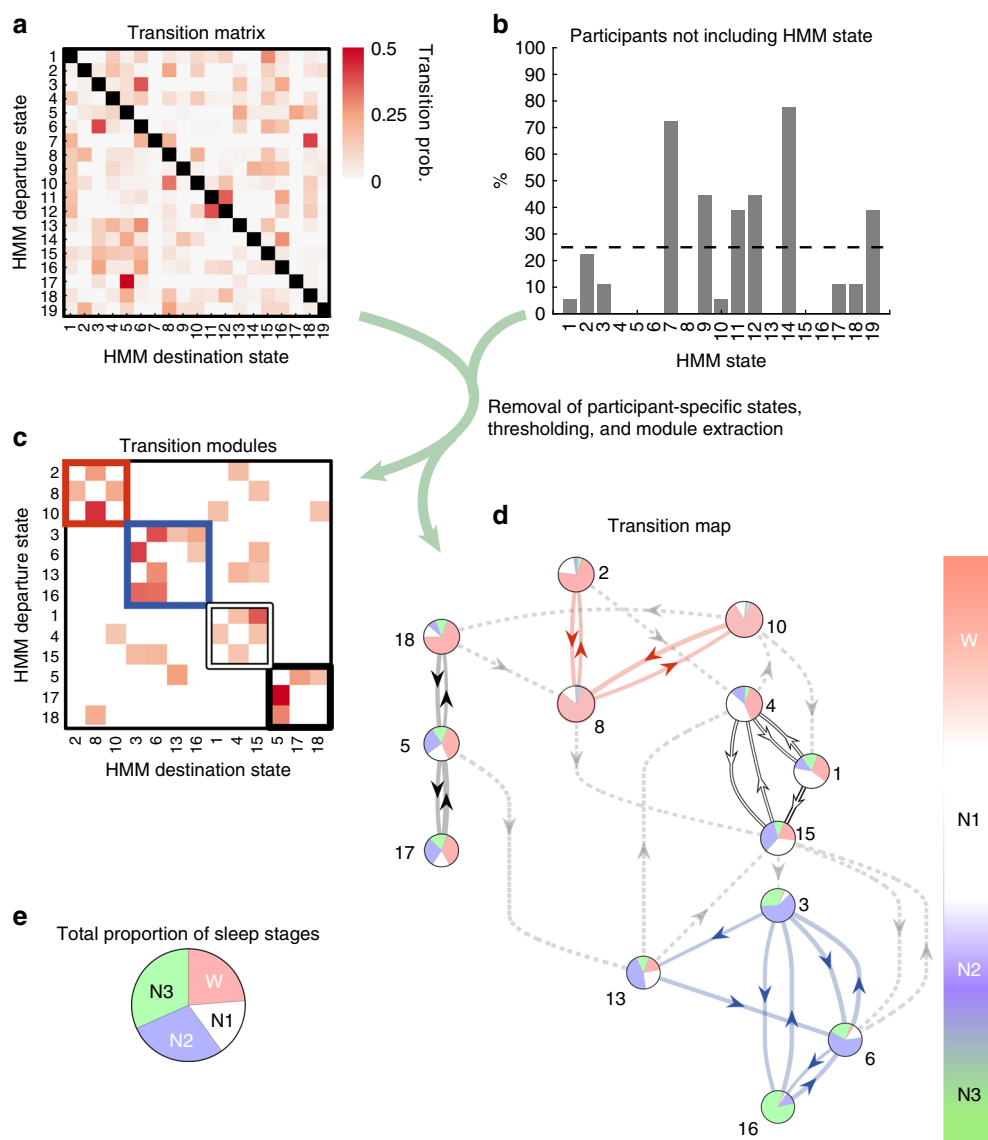 a
Transition matrix
1
2
3
4
5
6
7
8
9
10
11
12
13
14
15
16
17
18
19
HMM departure state
1 2 3 4 5 6 7 8 9 10 11 12 13 14 15 16 17 18 19
HMM destination state
0.5
0.25
0
Transition prob.
b
Participants not including HMM state
100
90
80
70
60
50
40
30
20
10
0
%
1 2 3 4 5 6 7 8 9 10 11 12 13 14 15 16 17 18 19
HMM state
Removal of participant-specific states,
thresholding, and module extraction
c
Transition modules
2
8
10
3
6
13
16
1
4
15
5
17
18
HMM departure state
2 8 10 3 6 13 16 1 4 15 5 17 18
HMM destination state
d
Transition map
2
10
18
8
4
5
1
15
17
3
13
6
16
W
N1
N2
N3
e
Total proportion of sleep stages
N3
W
N1
N2